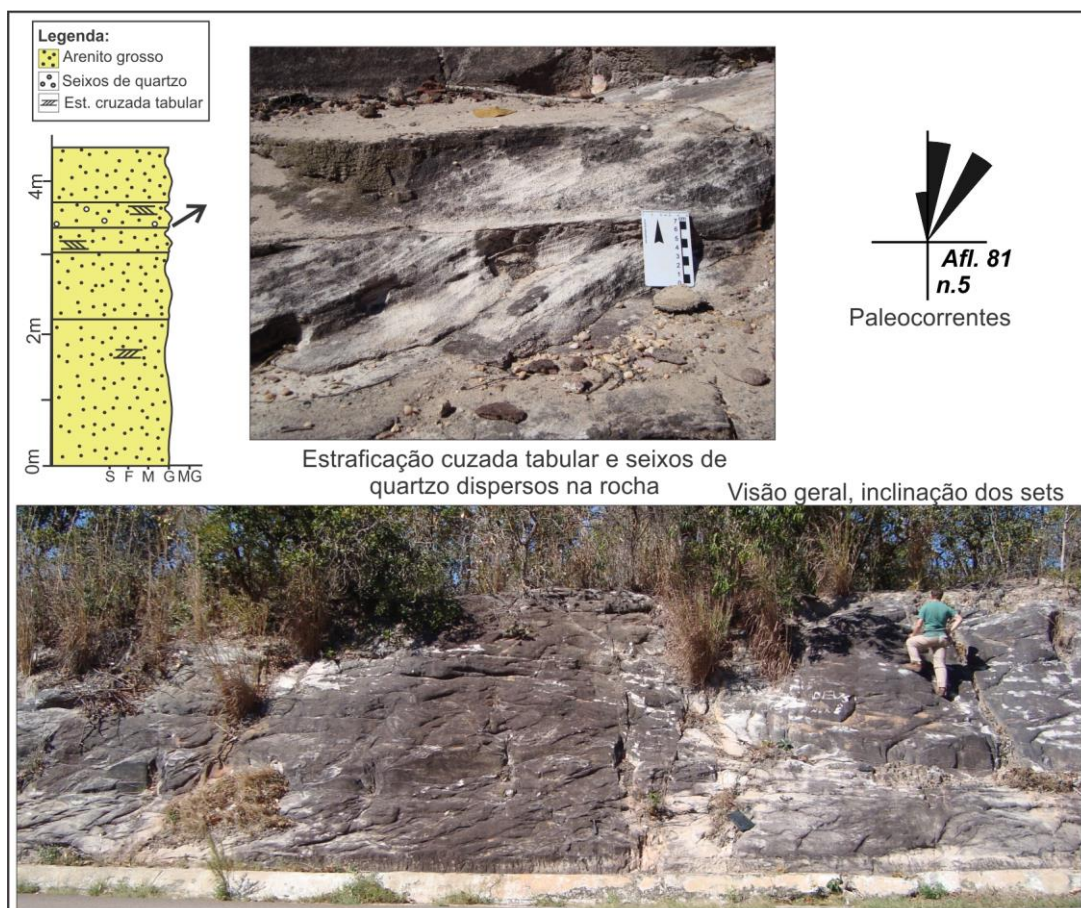 Legenda:
Arenito grosso
Seixos de quartzo
Est. cruzada tabular
4m
2m
0m
S F M G MG
Afl. 81
n.5
Paleocorrentes
Estraficação cuzada tabular e seixos de
quartzo dispersos na rocha
Visão geral, inclinação dos sets